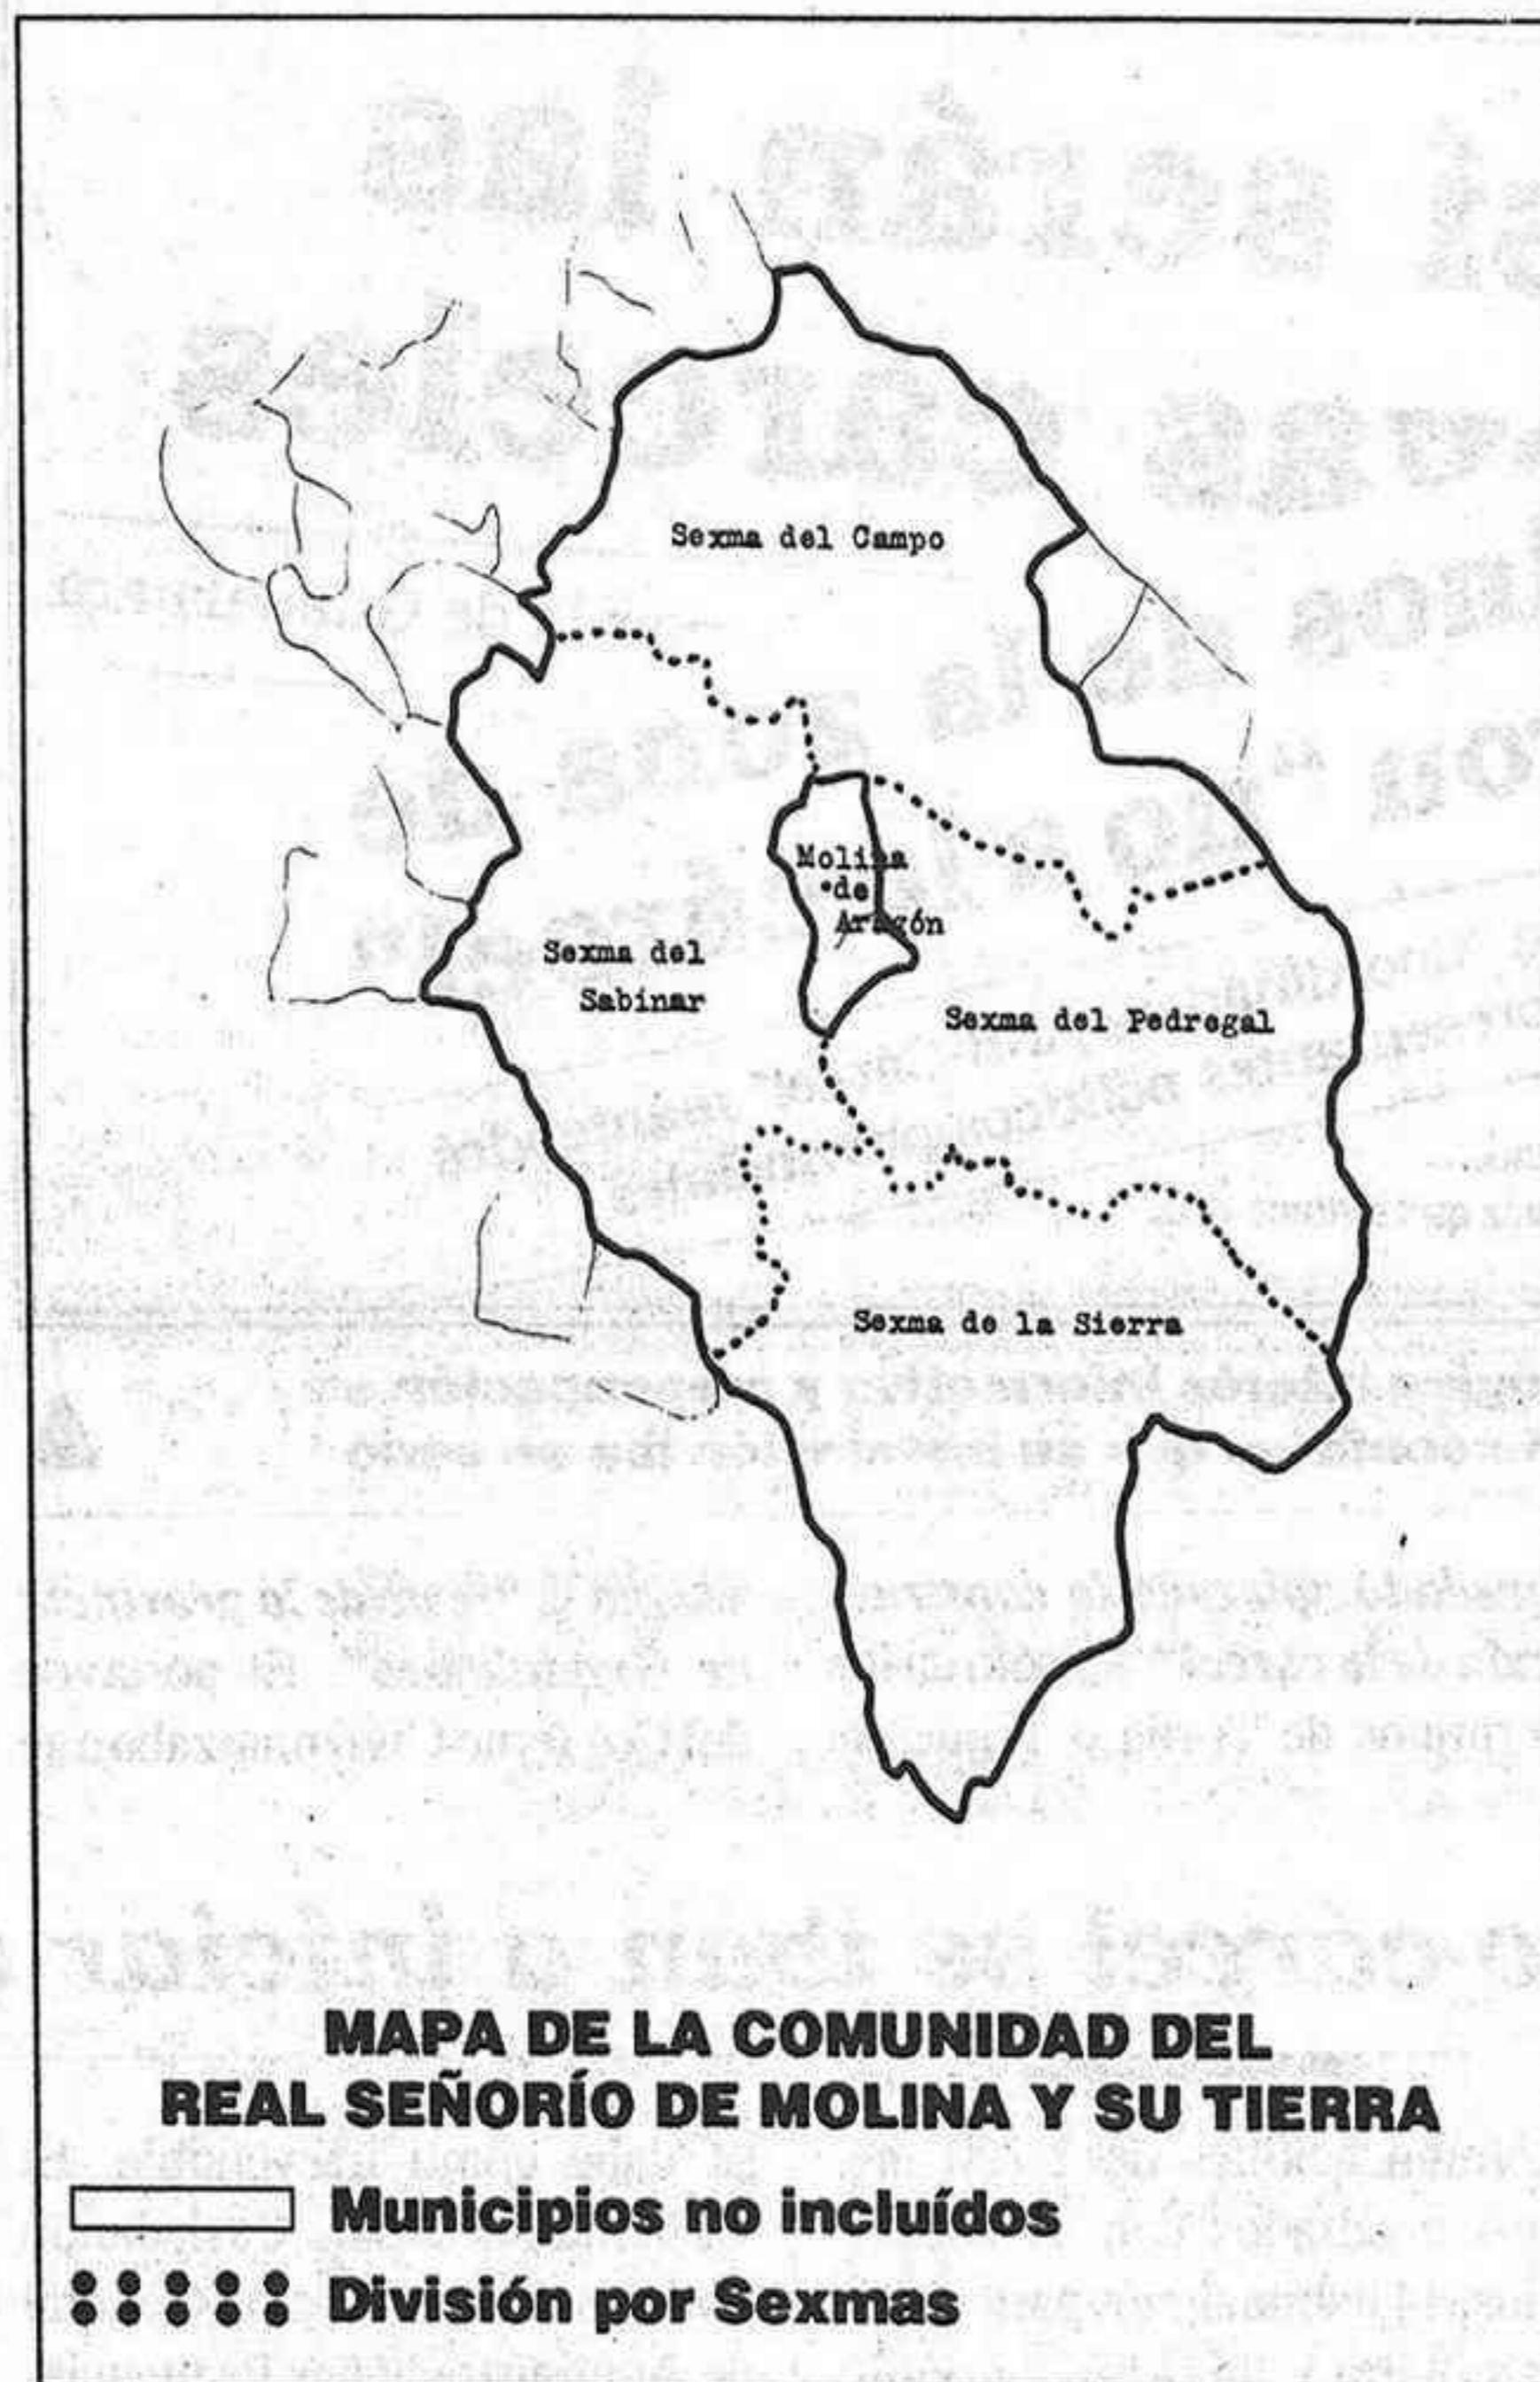 Sexma del Campo
Molina
de
Aragón
Sexma del
Sabinar
Sexma del Pedregal
Sexma de la Sierra
MAPA DE LA COMUNIDAD DEL
REAL SEÑORÍO DE MOLINA Y SU TIERRA
Municipios no incluídos
División por Sexmas